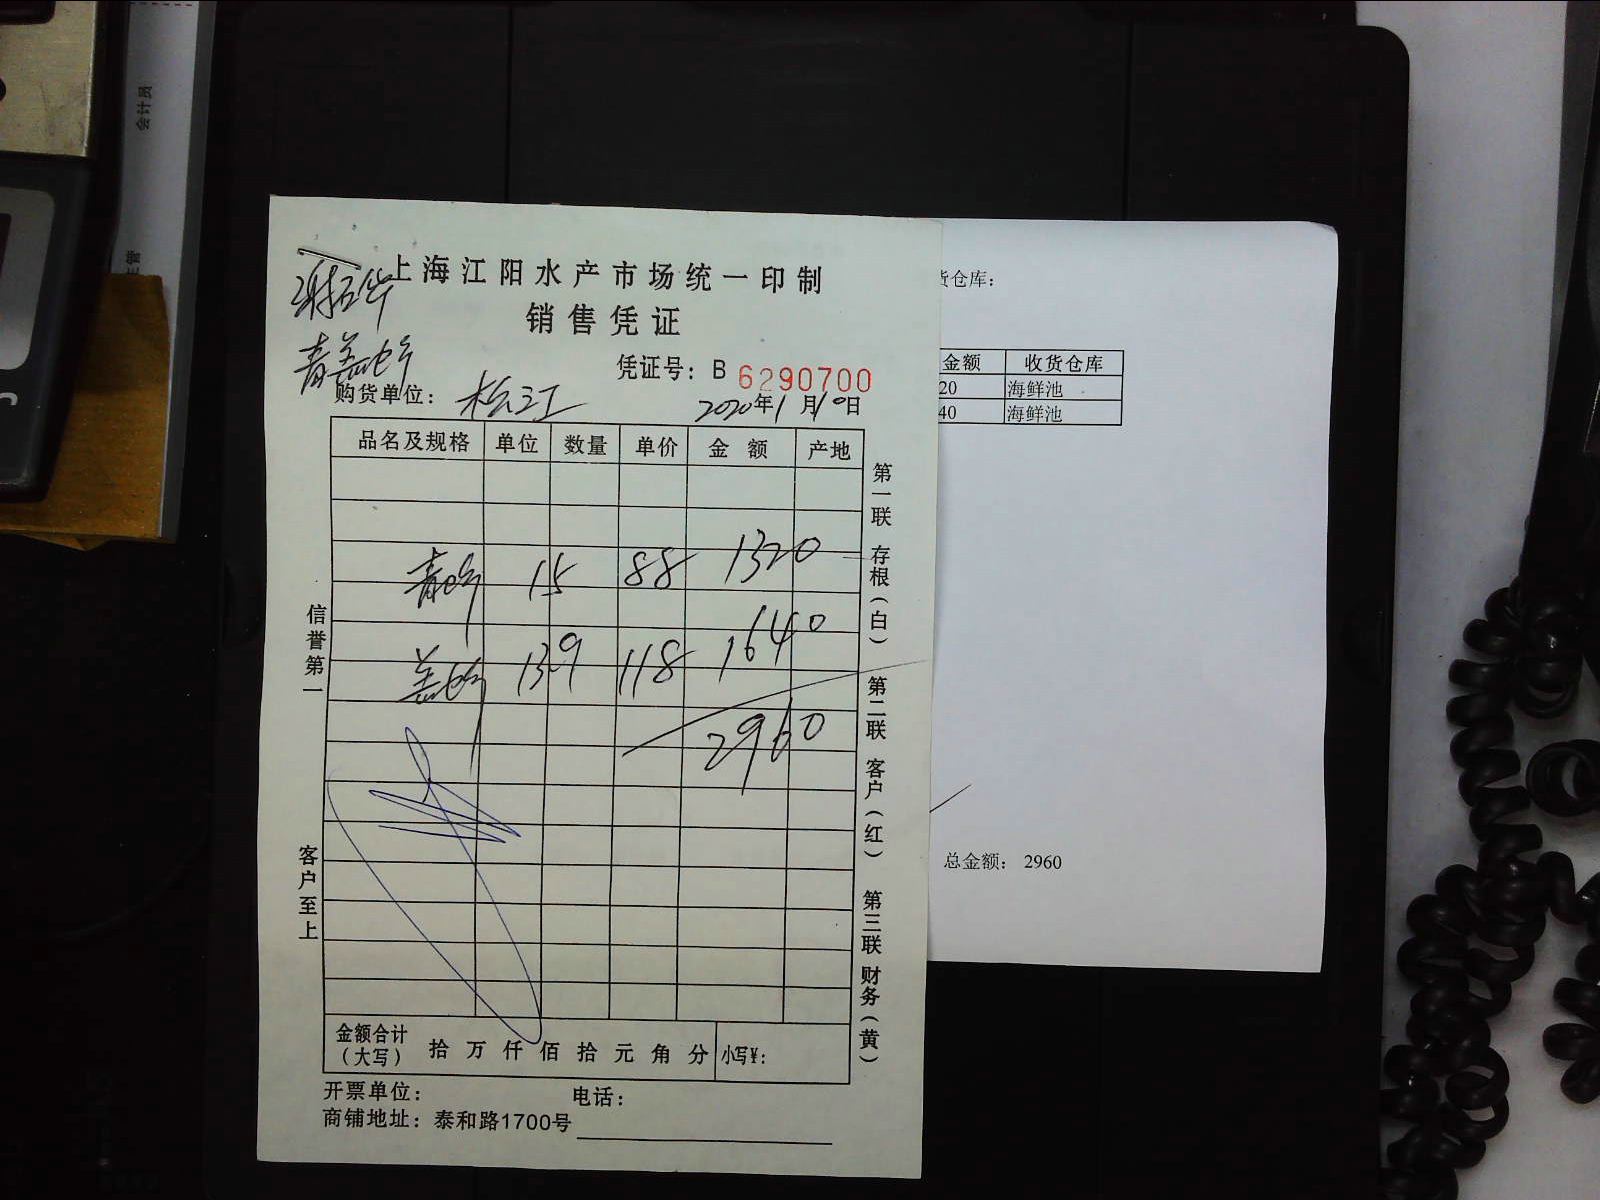 会计员
主管
上海江阳水产市场统一印制
销售凭证
凭证号：B 6290700
购货单位：松江
2020年1月10日
品名及规格 单位 数量 单价 金额 产地
15 88 1320
139 118 1640
2960
信誉第一
客户至上
第一联 存根（白） 第二联 客户（红） 第三联 财务（黄）
金额合计（大写） 拾 万 仟 佰 拾 元 角 分 小写¥：
开票单位： 电话：
商铺地址：泰和路1700号
货仓库：
金额 收货仓库
20 海鲜池
40 海鲜池
总金额： 2960